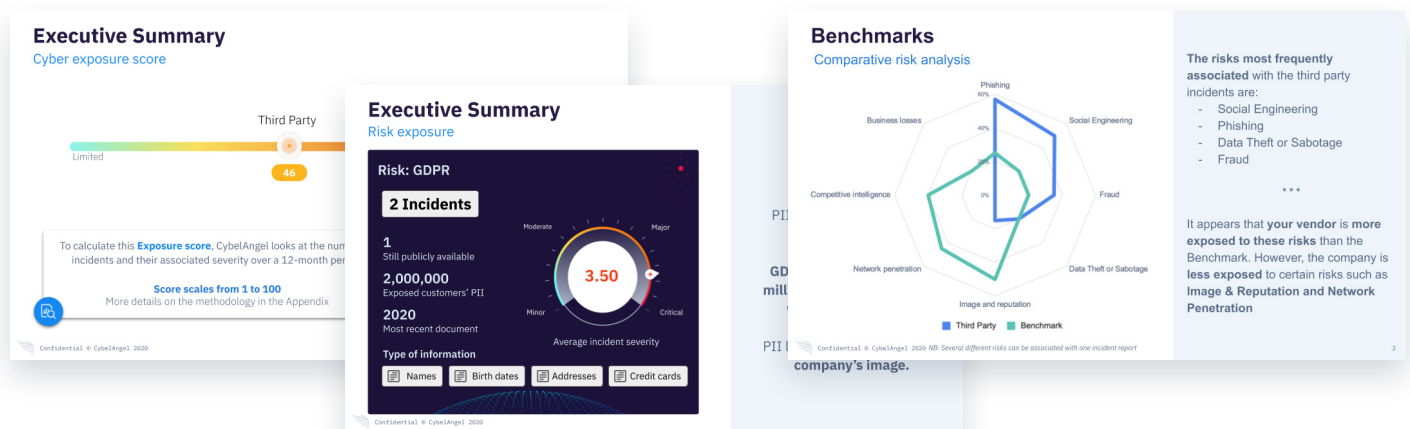 Executive Summary
Cyber exposure score
Third Party
Limited
46
To calculate this Exposure score, CybelAngel looks at the num
incidents and their associated severity over a 12-month per
Score scales from 1 to 100
More details on the methodology in the Appendix
Confidential © CybelAngel 2020
Executive Summary
Risk exposure
Risk: GDPR
2 Incidents
1
Still publicly available
2,000,000
Exposed customers' PII
2020
Most recent document
Moderate
Major
3.50
Minor
Critical
Average incident severity
Type of information
Names
Birth dates
Addresses
Credit cards
Confidential © CybelAngel 2020
PII
GD
mill
PII
company's image.
Benchmarks
Comparative risk analysis
Phishing
60%
Business losses
Social Engineering
40%
20%
Competitive intelligence
0%
Fraud
Network penetration
Data Theft or Sabotage
Image and reputation
Third Party
Benchmark
Confidential © CybelAngel 2020 NB: Several different risks can be associated with one incident report
The risks most frequently
associated with the third party
incidents are:
- Social Engineering
- Phishing
- Data Theft or Sabotage
- Fraud
* * *
It appears that your vendor is more
exposed to these risks than the
Benchmark. However, the company is
less exposed to certain risks such as
Image & Reputation and Network
Penetration
2